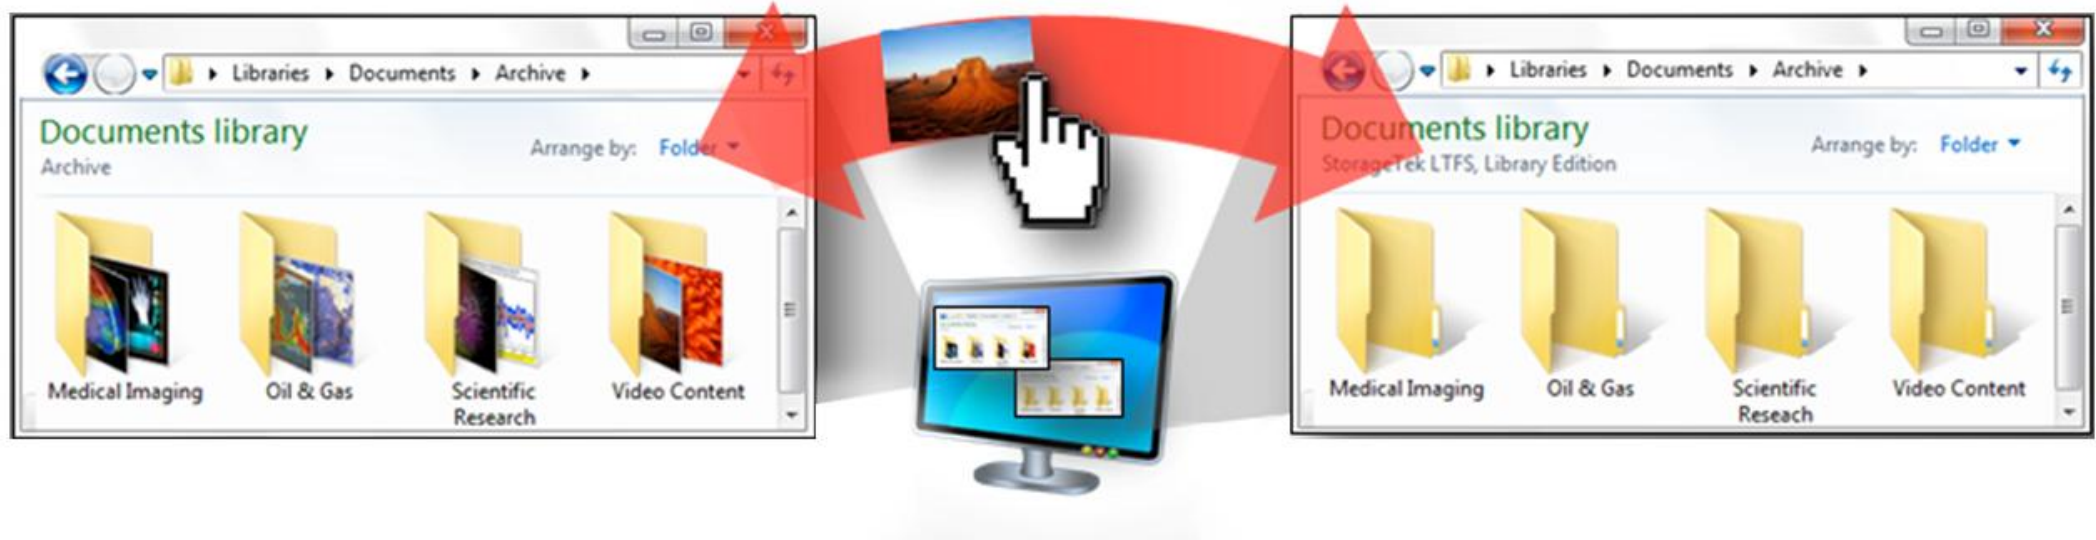 Libraries Documents Archive
Documents library
Archive
Arrange by: Folder
Medical Imaging
Oil & Gas
Scientific
Research
Video Content
Libraries Documents Archive
Documents library
StorageTek LTFS, Library Edition
Arrange by: Folder
Medical Imaging
Oil & Gas
Scientific
Reseach
Video Content